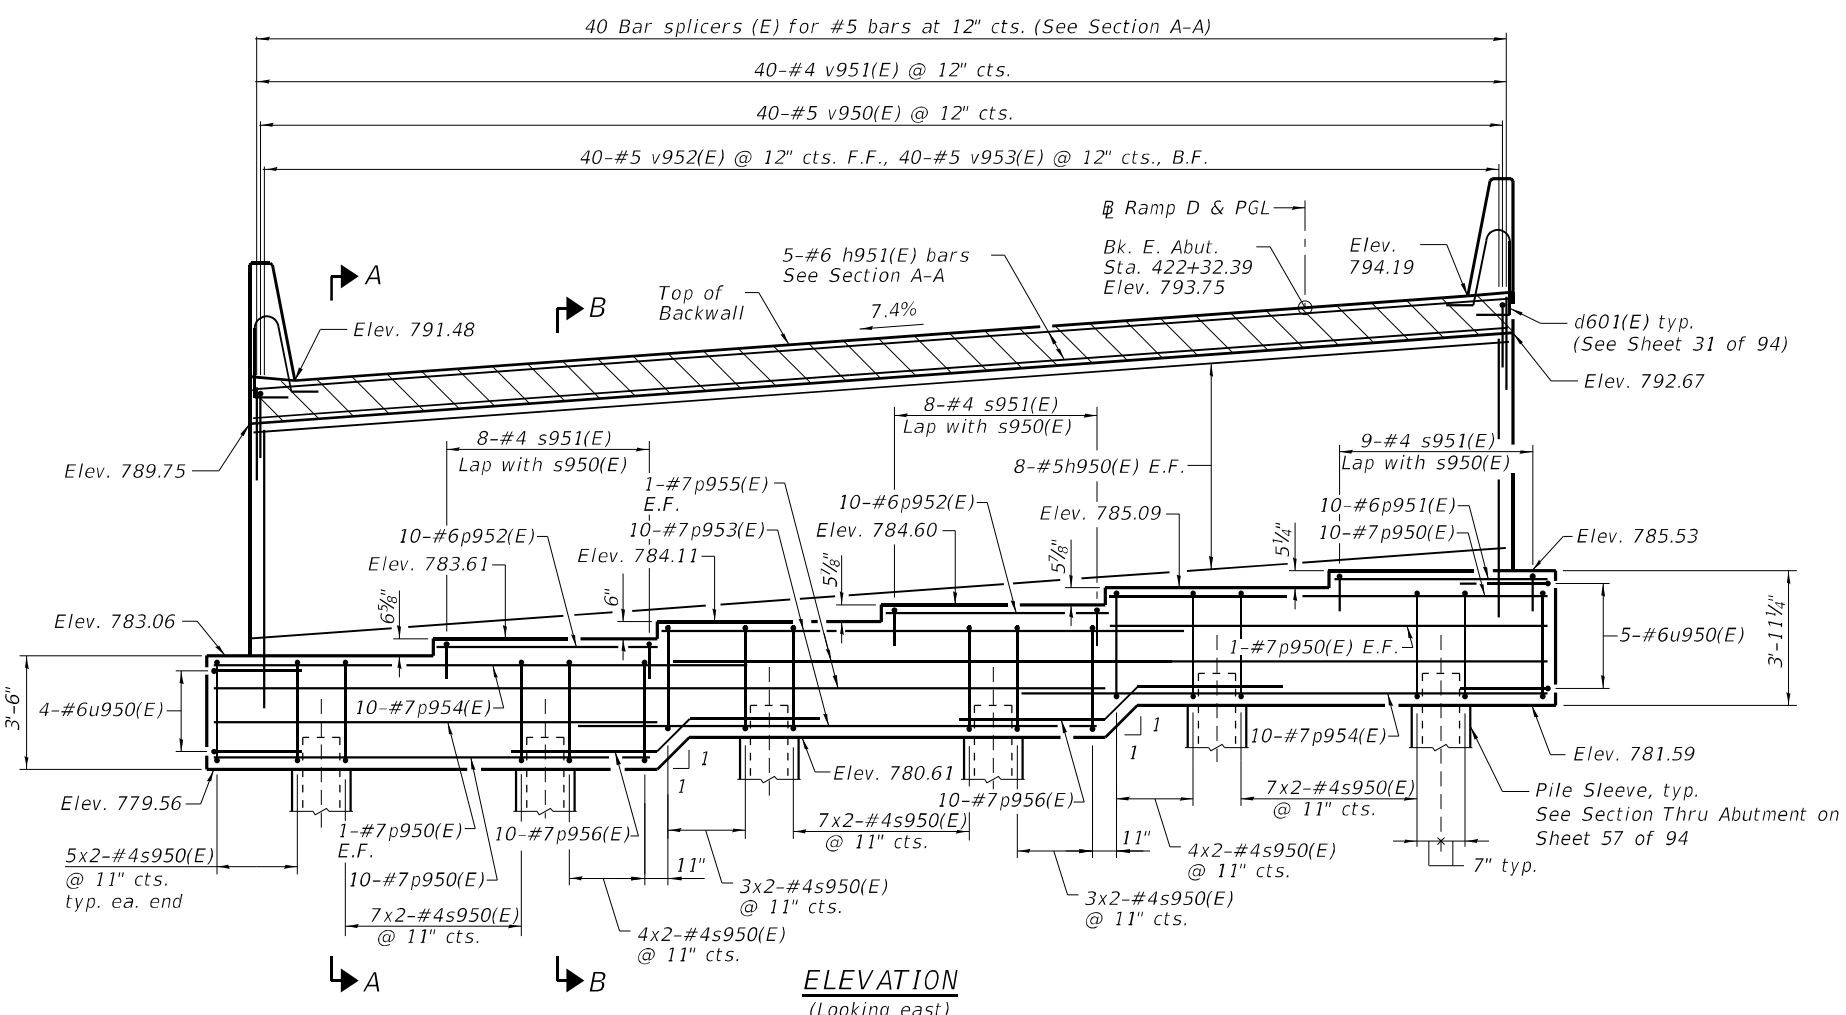 40 Bar splicers (E) for #5 bars at 12" cts. (See Section A-A)
40-#4 v951(E) @ 12" cts.
40-#5 v950(E) @ 12" cts.
40-#5 v952(E) @ 12" cts. F.F., 40-#5 v953(E) @ 12" cts., B.F.
℄ Ramp D & PGL
Bk. E. Abut.
Sta. 422+32.39
Elev. 793.75
Elev.
794.19
5-#6 h951(E) bars
See Section A-A
A
B
Top of
Backwall
7.4%
Elev. 791.48
d601(E) typ.
(See Sheet 31 of 94)
Elev. 792.67
8-#4 s951(E)
Lap with s950(E)
8-#4 s951(E)
Lap with s950(E)
9-#4 s951(E)
Lap with s950(E)
Elev. 789.75
8-#5h950(E) E.F.
1-#7p955(E)
E.F.
10-#6p952(E)
10-#6p951(E)
Elev. 785.09
10-#7p953(E)
Elev. 784.60
10-#7p950(E)
10-#6p952(E)
Elev. 784.11
Elev. 783.61
Elev. 785.53
6⅝"
6"
5⅞"
5⅞"
5¼"
Elev. 783.06
3'-6"
4-#6u950(E)
10-#7p954(E)
1-#7p950(E) E.F.
5-#6u950(E)
3'-11¼"
10-#7p954(E)
1
1
1
1
Elev. 781.59
Elev. 780.61
Elev. 779.56
10-#7p956(E)
7x2-#4s950(E)
@ 11" cts.
Pile Sleeve, typ.
See Section Thru Abutment on
Sheet 57 of 94
1-#7p950(E)
E.F.
10-#7p956(E)
7x2-#4s950(E)
@ 11" cts.
11"
5x2-#4s950(E)
@ 11" cts.
typ. ea. end
10-#7p950(E)
11"
4x2-#4s950(E)
@ 11" cts.
7" typ.
3x2-#4s950(E)
@ 11" cts.
3x2-#4s950(E)
@ 11" cts.
7x2-#4s950(E)
@ 11" cts.
4x2-#4s950(E)
@ 11" cts.
A
B
ELEVATION
(Looking east)